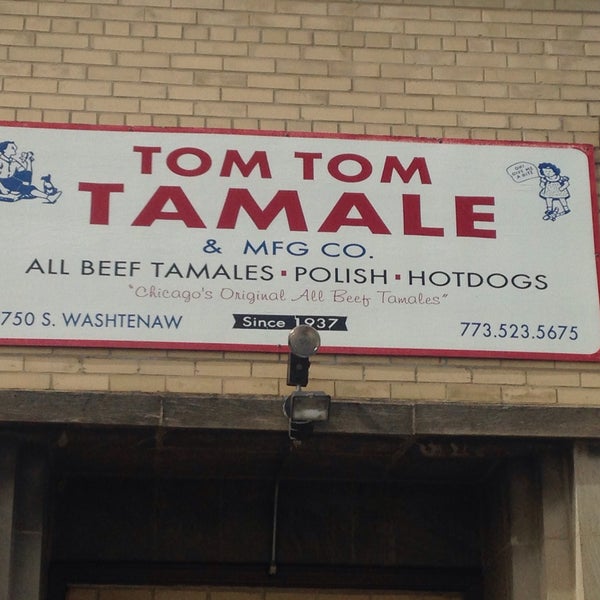 TOM TOM
TAMALE
& MFG CO.
ALL BEEF TAMALES ▪ POLISH ▪ HOTDOGS
"Chicago's Original All Beef Tamales"
750 S. WASHTENAW
Since 1937
773.523.5675